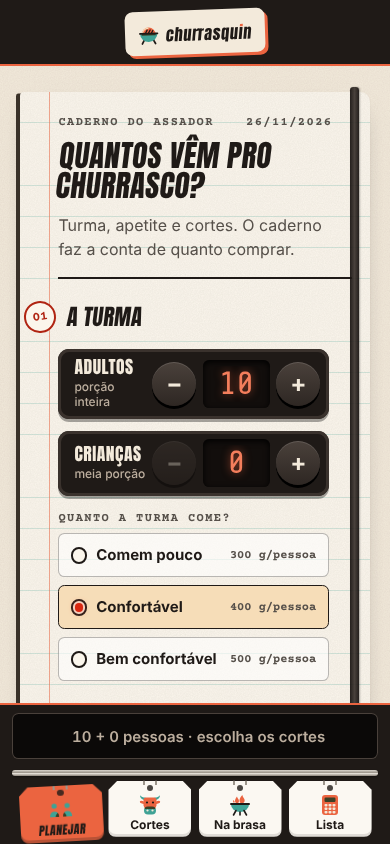 churrasquin
CADERNO DO ASSADOR 26/11/2026
QUANTOS VÊM PRO
CHURRASCO?
Turma, apetite e cortes. O caderno
faz a conta de quanto comprar.
01 A TURMA
ADULTOS
porção
inteira
− 10 +
CRIANÇAS
meia porção
− 0 +
QUANTO A TURMA COME?
Comem pouco 300 g/pessoa
Confortável 400 g/pessoa
Bem confortável 500 g/pessoa
10 + 0 pessoas · escolha os cortes
PLANEJAR Cortes Na brasa Lista